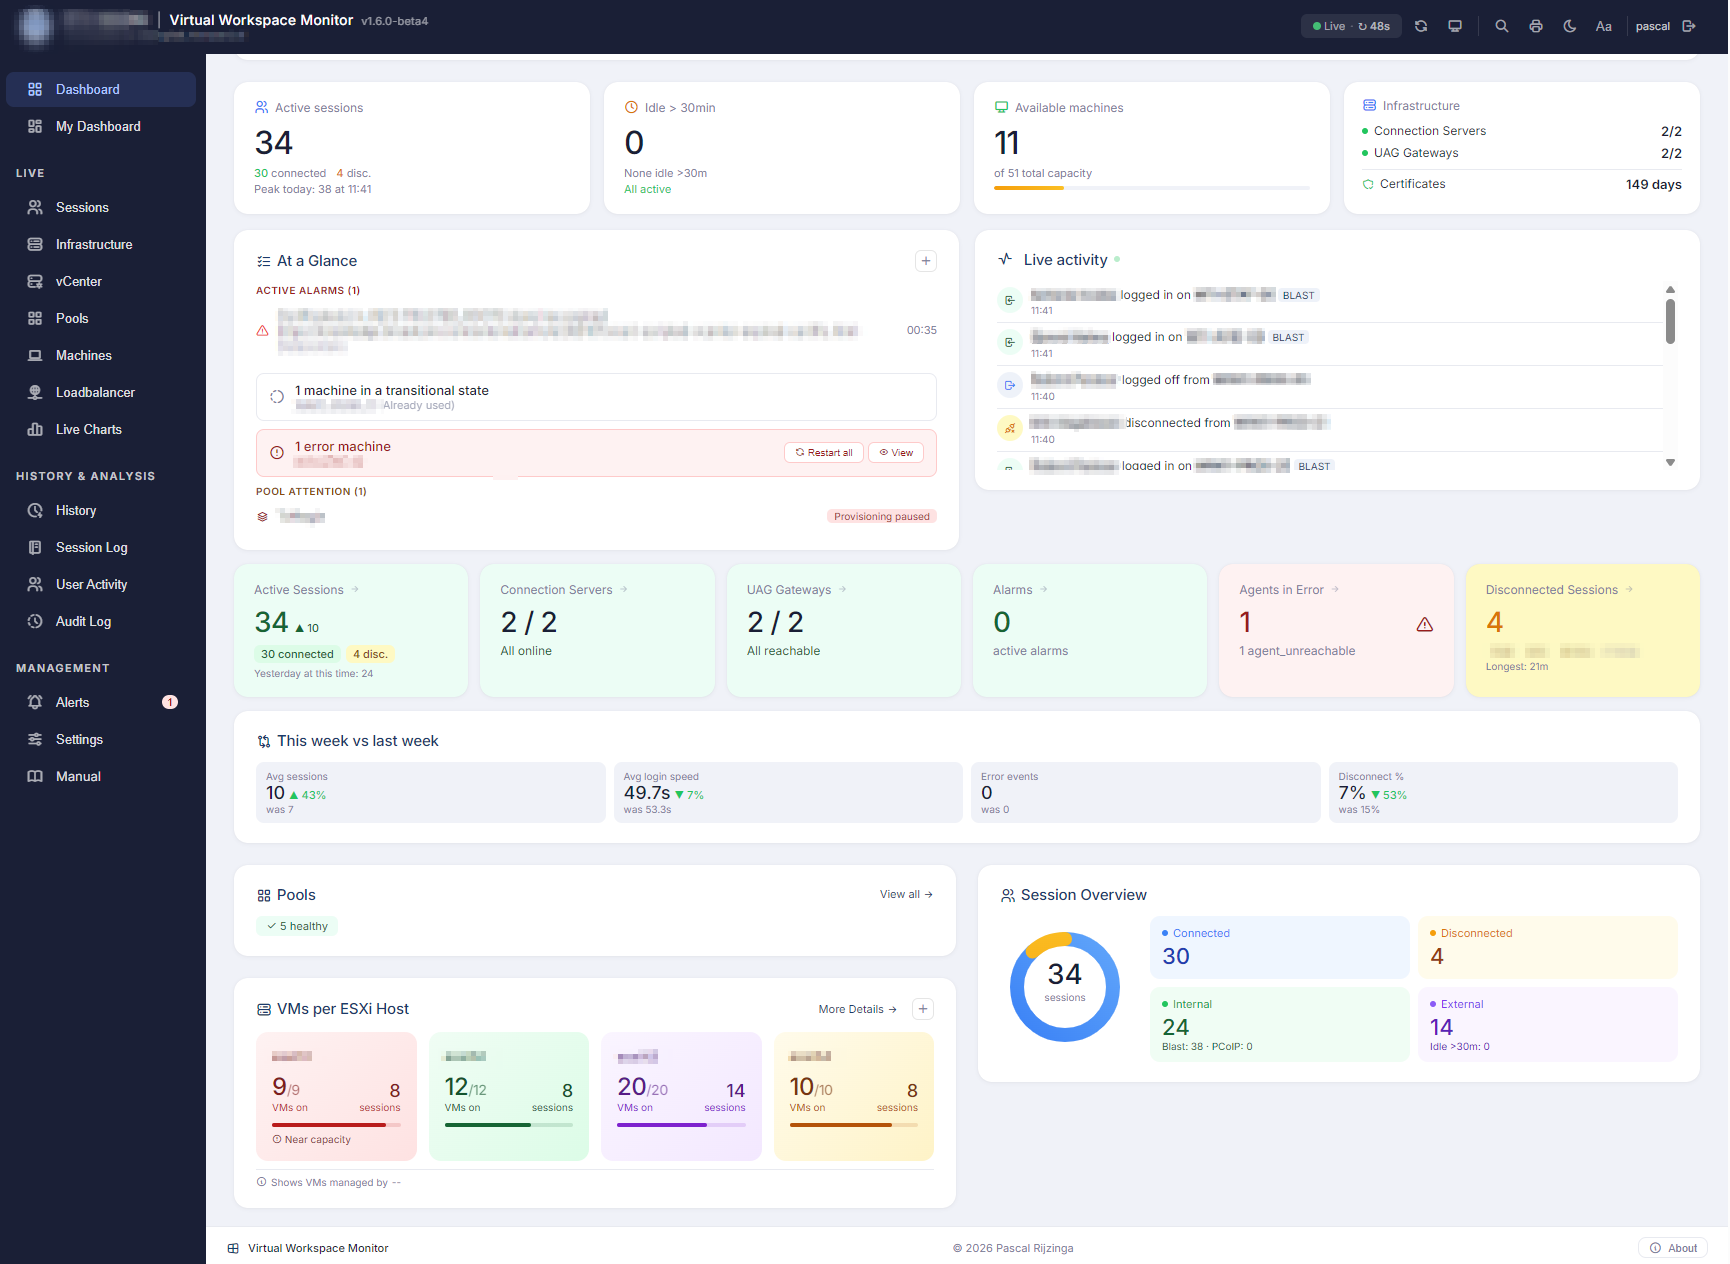 Virtual Workspace Monitor v1.6.0-beta4
Live · ↻ 48s
Aa
pascal
Dashboard
My Dashboard
LIVE
Sessions
Infrastructure
vCenter
Pools
Machines
Loadbalancer
Live Charts
HISTORY & ANALYSIS
History
Session Log
User Activity
Audit Log
MANAGEMENT
Alerts 1
Settings
Manual
Active sessions
34
30 connected 4 disc.
Peak today: 38 at 11:41
Idle > 30min
0
None idle >30m
All active
Available machines
11
of 51 total capacity
Infrastructure
Connection Servers 2/2
UAG Gateways 2/2
Certificates 149 days
At a Glance
+
ACTIVE ALARMS (1)
00:35
1 machine in a transitional state
Already used)
1 error machine
Restart all
View
POOL ATTENTION (1)
Provisioning paused
Live activity
logged in on BLAST
11:41
logged in on BLAST
11:41
logged off from
11:40
disconnected from
11:40
logged in on BLAST
Active Sessions →
34 ▲ 10
30 connected 4 disc.
Yesterday at this time: 24
Connection Servers →
2 / 2
All online
UAG Gateways →
2 / 2
All reachable
Alarms →
0
active alarms
Agents in Error →
1
1 agent_unreachable
Disconnected Sessions →
4
Longest: 21m
This week vs last week
Avg sessions
10 ▲ 43%
was 7
Avg login speed
49.7s ▼ 7%
was 53.3s
Error events
0
was 0
Disconnect %
7% ▼ 53%
was 15%
Pools
View all →
✓ 5 healthy
Session Overview
34
sessions
Connected
30
Disconnected
4
Internal
24
Blast: 38 · PCoIP: 0
External
14
Idle >30m: 0
VMs per ESXi Host
More Details →
+
9/9 8
VMs on sessions
Near capacity
12/12 8
VMs on sessions
20/20 14
VMs on sessions
10/10 8
VMs on sessions
Shows VMs managed by --
Virtual Workspace Monitor
© 2026 Pascal Rijzinga
About